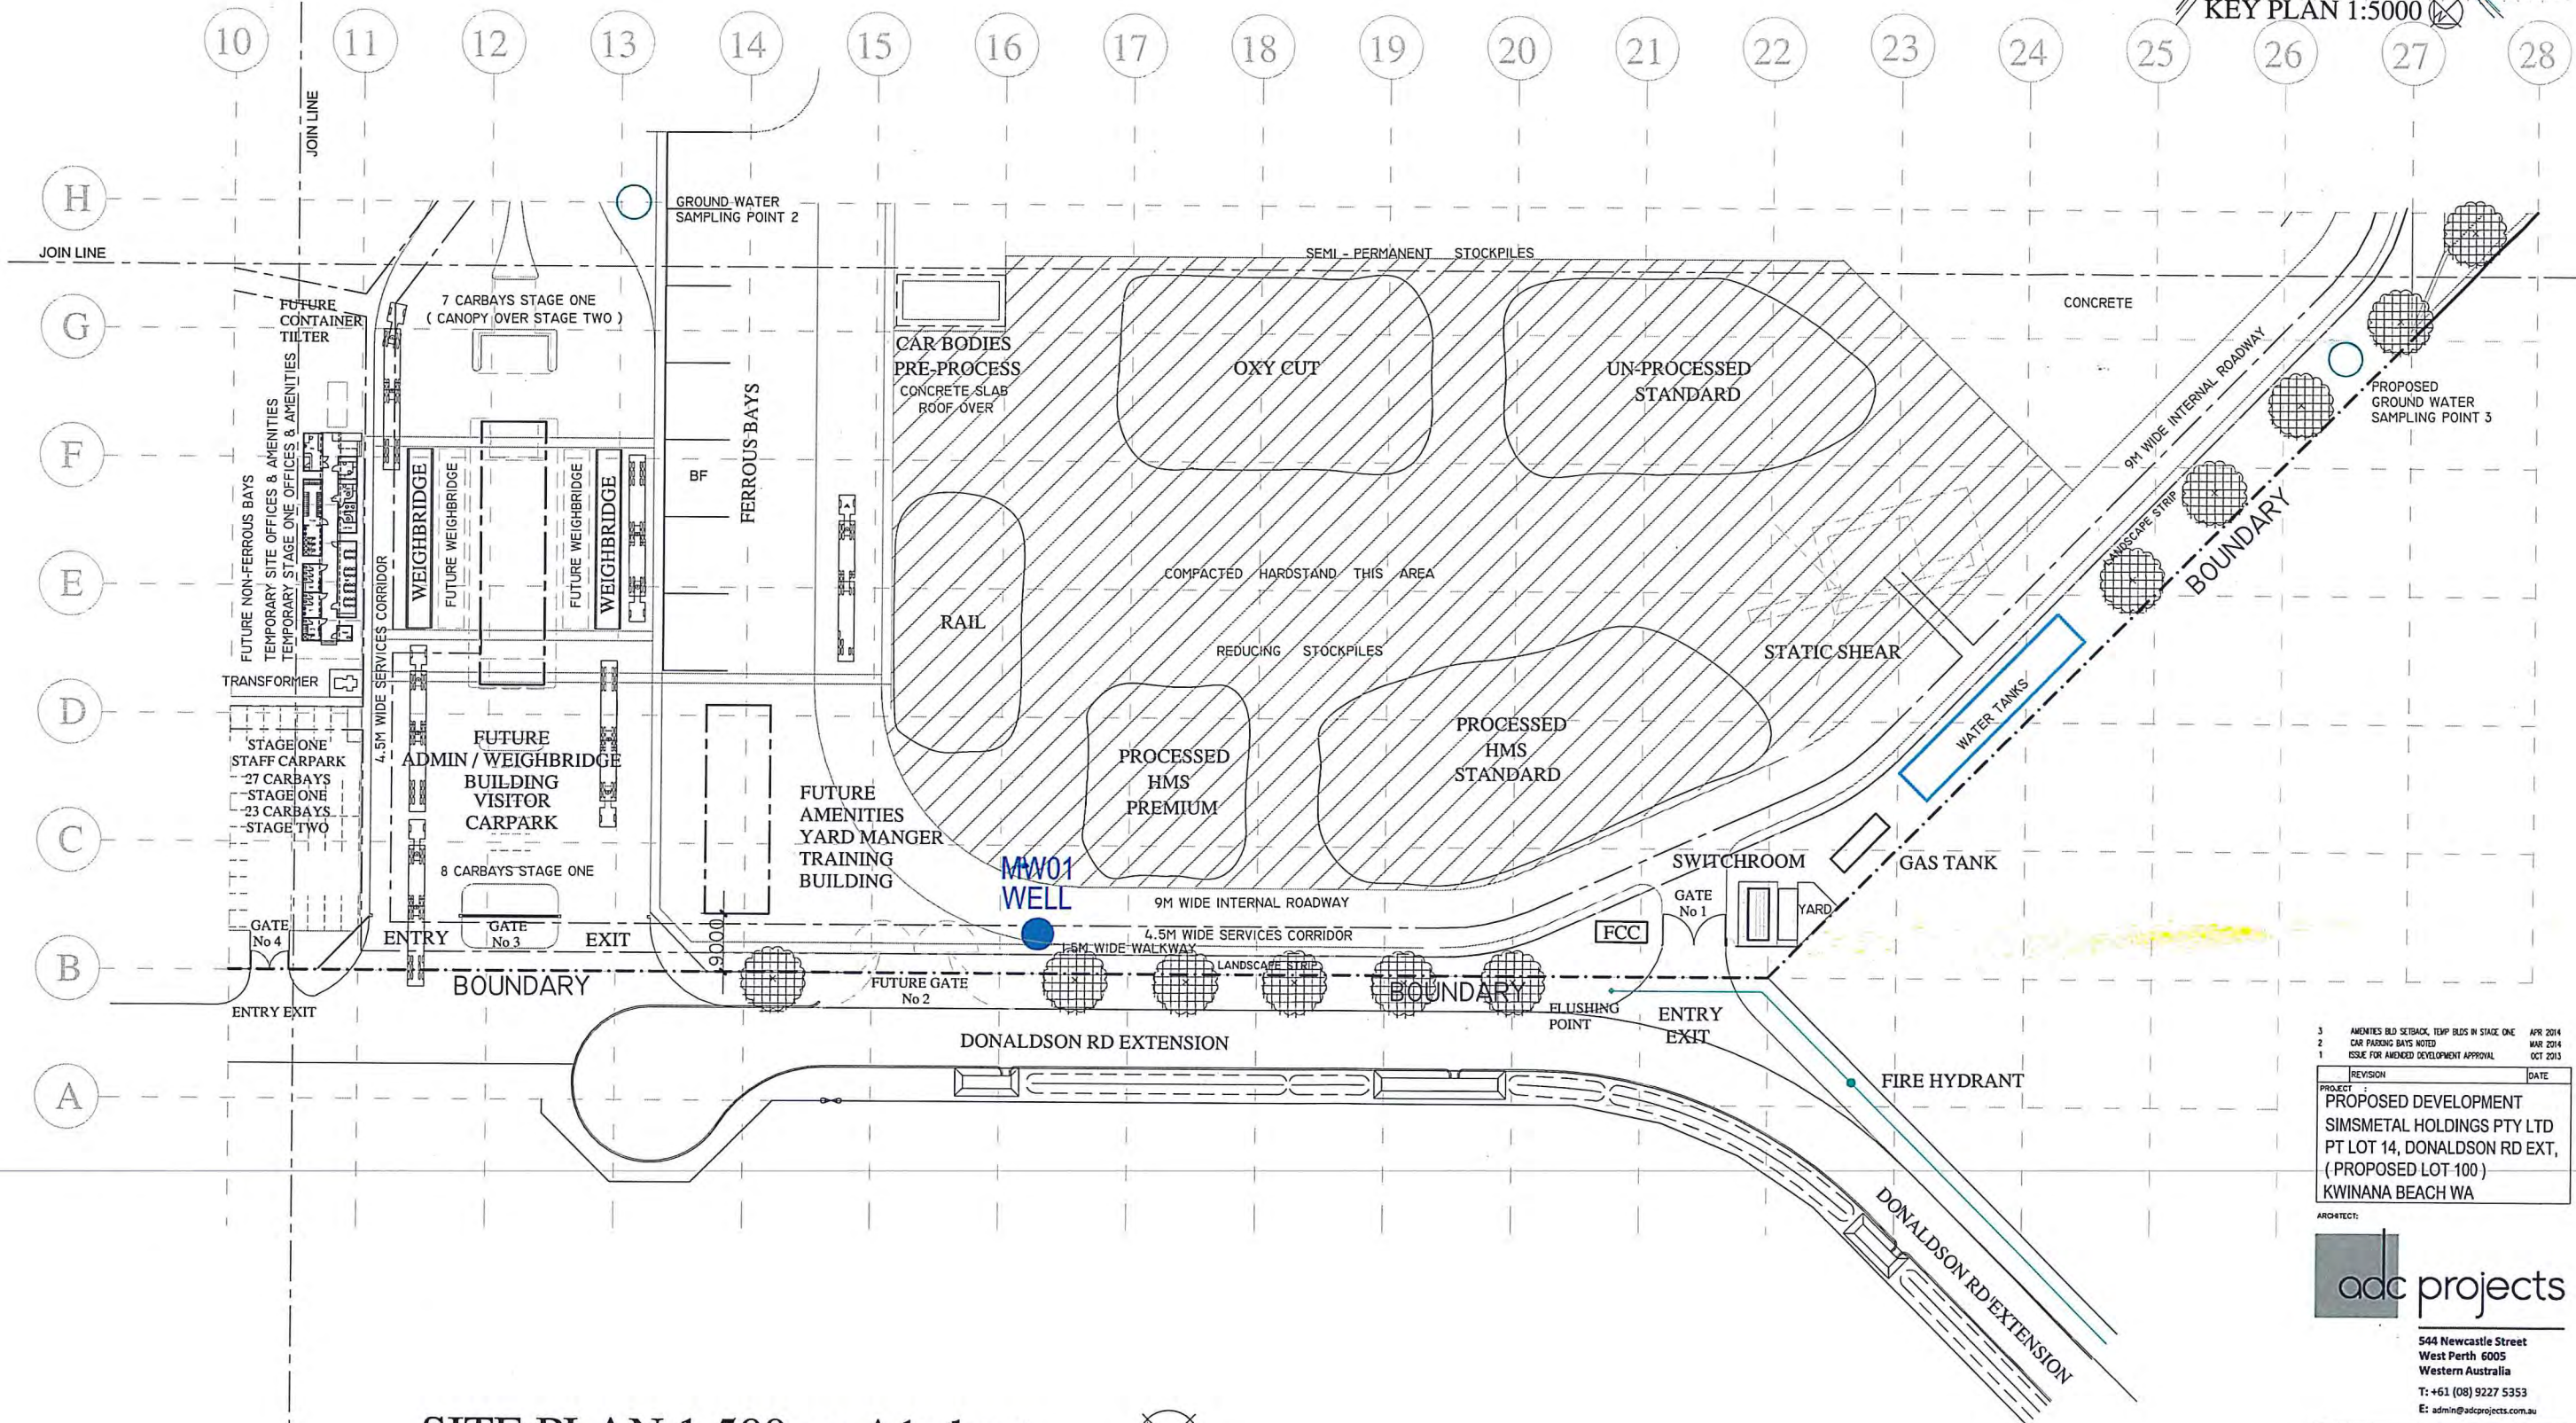 KEY PLAN 1:5000
10 11 12 13 14 15 16 17 18 19 20 21 22 23 24 25 26 27 28
JOIN LINE
H
GROUND WATER
SAMPLING POINT 2
JOIN LINE
SEMI - PERMANENT STOCKPILES
G
FUTURE
CONTAINER
TILTER
7 CARBAYS STAGE ONE
( CANOPY OVER STAGE TWO )
CONCRETE
CAR BODIES
PRE-PROCESS
CONCRETE SLAB
ROOF OVER
OXY CUT
UN-PROCESSED
STANDARD
9M WIDE INTERNAL ROADWAY
PROPOSED
GROUND WATER
SAMPLING POINT 3
FERROUS BAYS
F
BF
FUTURE NON-FERROUS BAYS
TEMPORARY SITE OFFICES & AMENITIES
TEMPORARY STAGE ONE OFFICES & AMENITIES
WEIGHBRIDGE
FUTURE WEIGHBRIDGE
FUTURE WEIGHBRIDGE
WEIGHBRIDGE
LANDSCAPE STRIP
BOUNDARY
E
COMPACTED HARDSTAND THIS AREA
RAIL
REDUCING STOCKPILES
STATIC SHEAR
4.5M WIDE SERVICES CORRIDOR
TRANSFORMER
D
WATER TANKS
STAGE ONE
STAFF CARPARK
27 CARBAYS
STAGE ONE
23 CARBAYS
STAGE TWO
FUTURE
ADMIN / WEIGHBRIDGE
BUILDING
VISITOR
CARPARK
PROCESSED
HMS
PREMIUM
PROCESSED
HMS
STANDARD
FUTURE
AMENITIES
YARD MANGER
TRAINING
BUILDING
C
8 CARBAYS STAGE ONE
MW01
WELL
SWITCHROOM
GAS TANK
9M WIDE INTERNAL ROADWAY
GATE
No 1
YARD
GATE
No 4
ENTRY
GATE
No 3
EXIT
9.000
4.5M WIDE SERVICES CORRIDOR
FCC
1.5M WIDE WALKWAY
B
LANDSCAPE STRIP
BOUNDARY
FUTURE GATE
No 2
BOUNDARY
FLUSHING
POINT
ENTRY
EXIT
ENTRY EXIT
DONALDSON RD EXTENSION
A
FIRE HYDRANT
DONALDSON RD EXTENSION
3 AMENITIES BLD SETBACK, TEMP BLDS IN STAGE ONE APR 2014
2 CAR PARKING BAYS NOTED MAR 2014
1 ISSUE FOR AMENDED DEVELOPMENT APPROVAL OCT 2013
REVISION DATE
PROJECT :
PROPOSED DEVELOPMENT
SIMSMETAL HOLDINGS PTY LTD
PT LOT 14, DONALDSON RD EXT,
( PROPOSED LOT 100 )
KWINANA BEACH WA
ARCHITECT:
adc projects
544 Newcastle Street
West Perth 6005
Western Australia
T: +61 (08) 9227 5353
E: admin@adcprojects.com.au
SITE PLAN 1:500